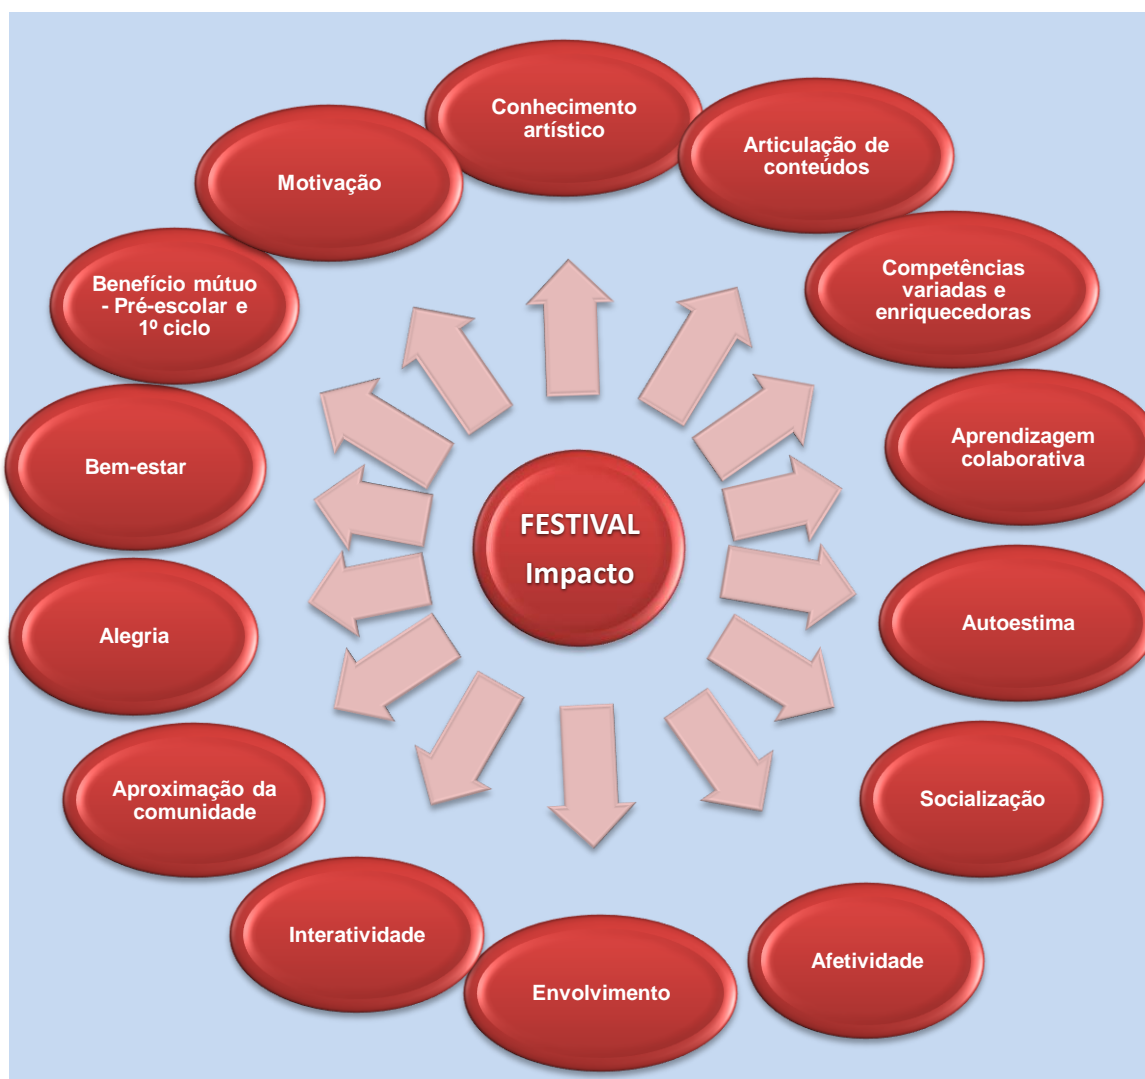 Conhecimento
artístico
Articulação de
conteúdos
Competências
variadas e
enriquecedoras
Aprendizagem
colaborativa
Autoestima
Socialização
Afetividade
Envolvimento
Interatividade
Aproximação da
comunidade
Alegria
Bem-estar
Benefício mútuo
- Pré-escolar e
1º ciclo
Motivação
FESTIVAL
Impacto